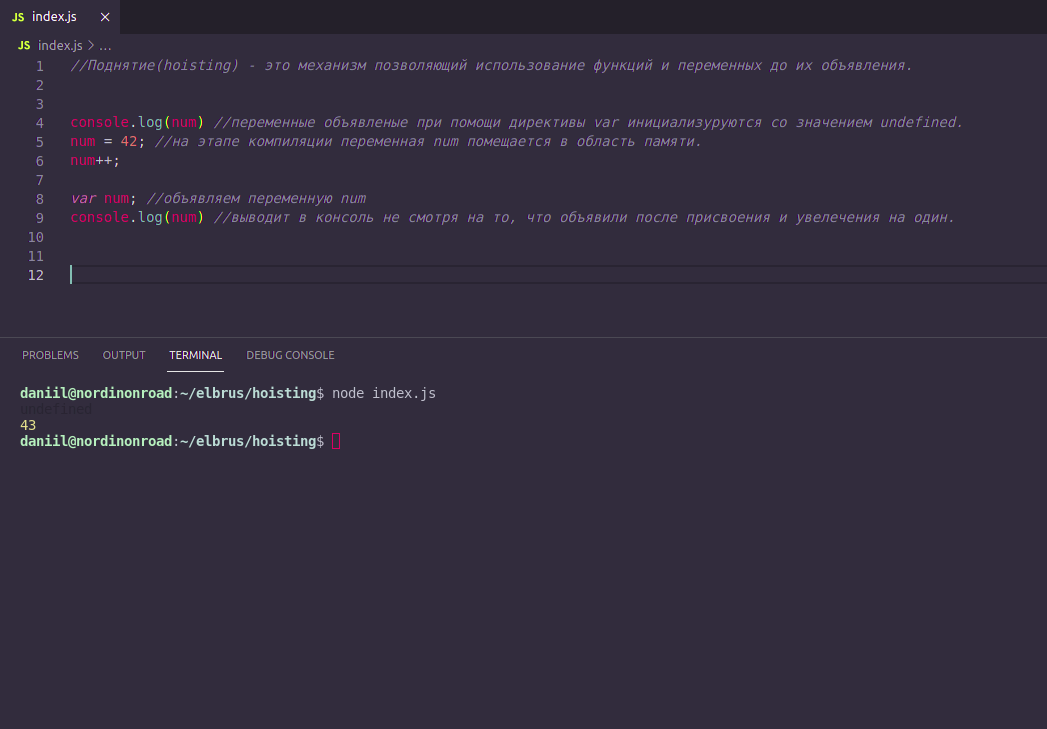 JS index.js ×
JS index.js > ...
1 //Поднятие(hoisting) - это механизм позволяющий использование функций и переменных до их объявления.
2
3
4 console.log(num) //переменные объявленые при помощи директивы var инициализуруются со значением undefined.
5 num = 42; //на этапе компиляции переменная num помещается в область памяти.
6 num++;
7
8 var num; //объявляем переменную num
9 console.log(num) //выводит в консоль не смотря на то, что объявили после присвоения и увелечения на один.
10
11
12
PROBLEMS OUTPUT TERMINAL DEBUG CONSOLE
daniil@nordinonroad:~/elbrus/hoisting$ node index.js
undefined
43
daniil@nordinonroad:~/elbrus/hoisting$